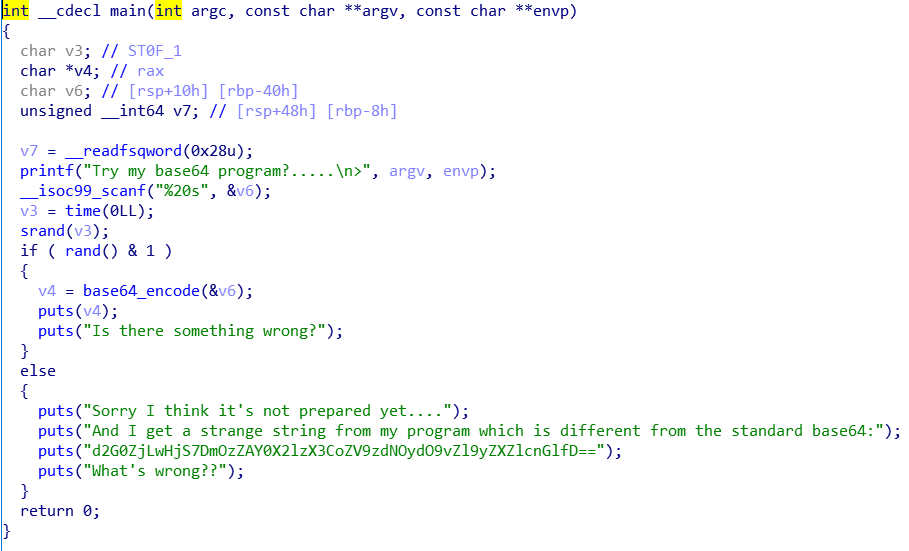 int __cdecl main(int argc, const char **argv, const char **envp)
{
  char v3; // ST0F_1
  char *v4; // rax
  char v6; // [rsp+10h] [rbp-40h]
  unsigned __int64 v7; // [rsp+48h] [rbp-8h]

  v7 = __readfsqword(0x28u);
  printf("Try my base64 program?.....\n>", argv, envp);
  __isoc99_scanf("%20s", &v6);
  v3 = time(0LL);
  srand(v3);
  if ( rand() & 1 )
  {
    v4 = base64_encode(&v6);
    puts(v4);
    puts("Is there something wrong?");
  }
  else
  {
    puts("Sorry I think it's not prepared yet....");
    puts("And I get a strange string from my program which is different from the standard base64:");
    puts("d2G0ZjLwHjS7DmOzZAY0X2lzX3CoZV9zdNOydO9vZl9yZXZlcnGlfD==");
    puts("What's wrong??");
  }
  return 0;
}